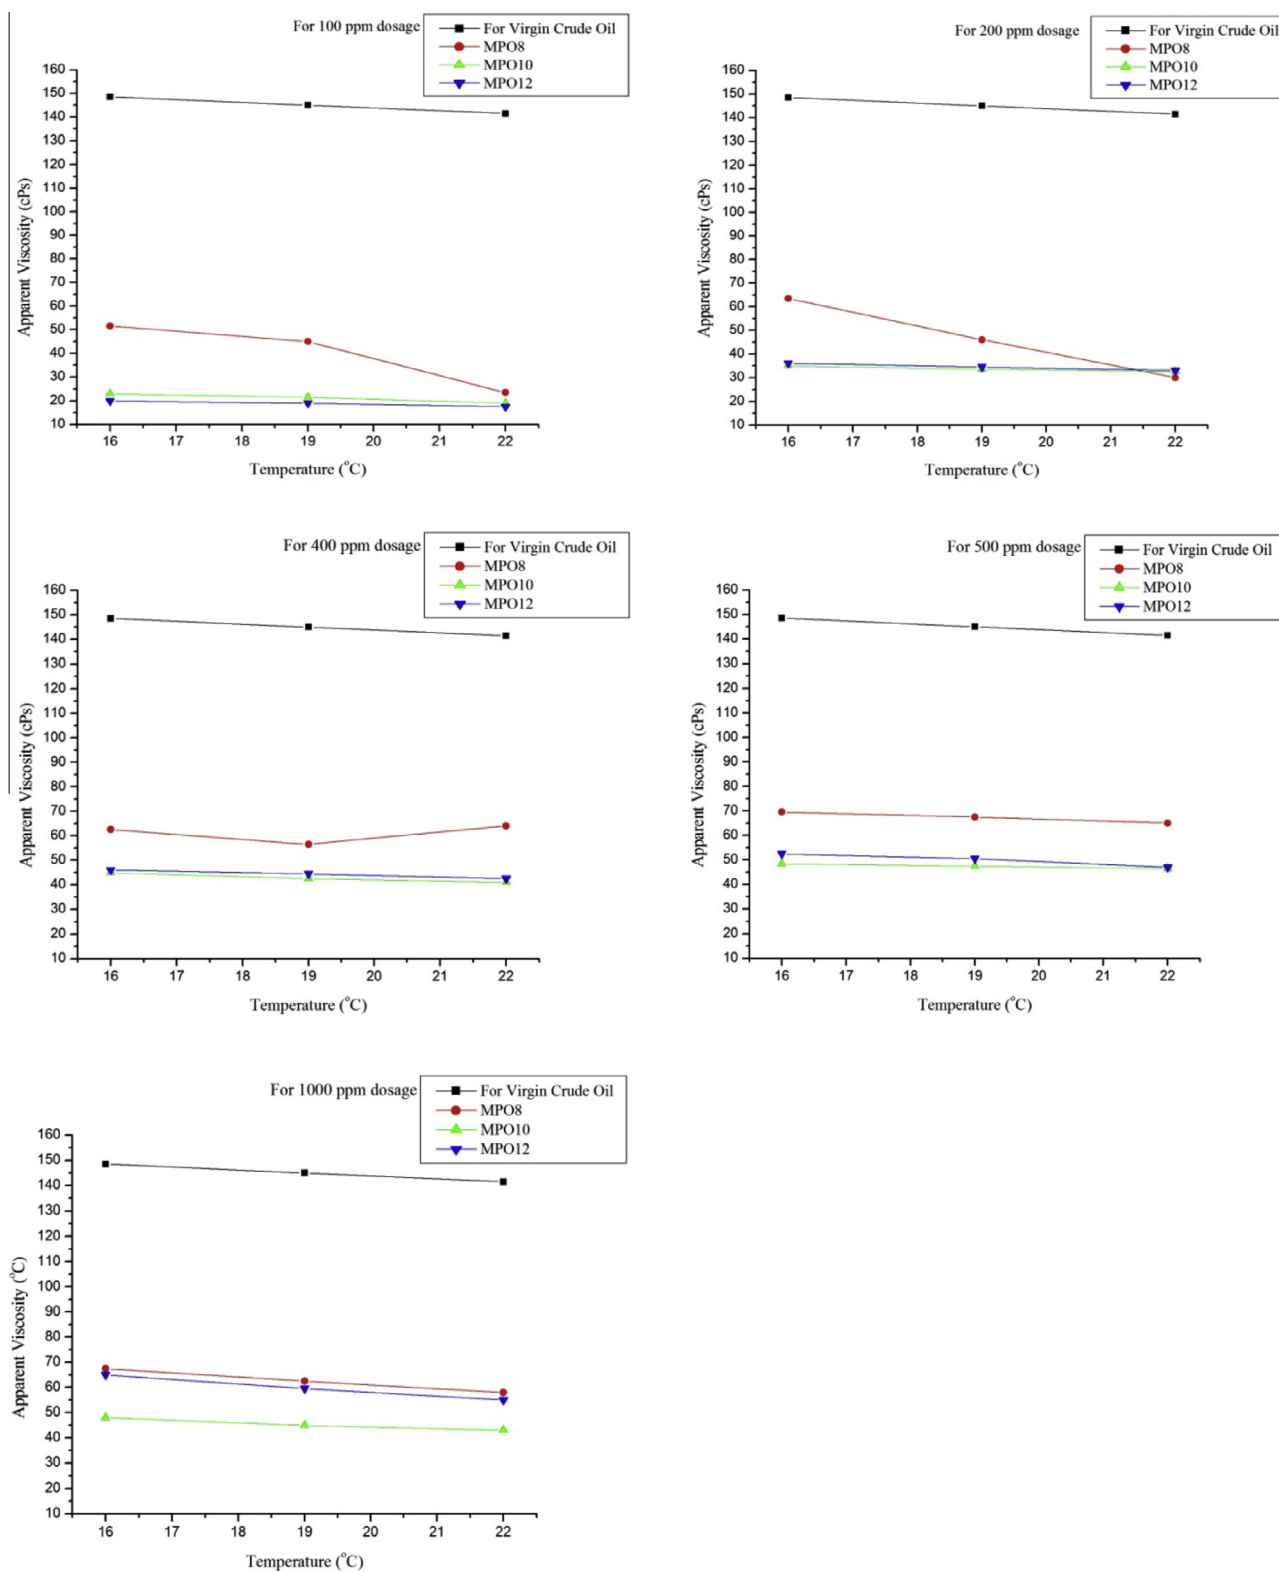 For 100 ppm dosage
For Virgin Crude Oil
MPO8
MPO10
MPO12
160
150
140
130
120
110
100
90
80
70
60
50
40
30
20
10
Apparent Viscosity (cPs)
16 17 18 19 20 21 22
Temperature (°C)
For 200 ppm dosage
For Virgin Crude Oil
MPO8
MPO10
MPO12
160
150
140
130
120
110
100
90
80
70
60
50
40
30
20
10
Apparent Viscosity (cPs)
16 17 18 19 20 21 22
Temperature (°C)
For 400 ppm dosage
For Virgin Crude Oil
MPO8
MPO10
MPO12
160
150
140
130
120
110
100
90
80
70
60
50
40
30
20
10
Apparent Viscosity (cPs)
16 17 18 19 20 21 22
Temperature (°C)
For 500 ppm dosage
For Virgin Crude Oil
MPO8
MPO10
MPO12
160
150
140
130
120
110
100
90
80
70
60
50
40
30
20
10
Apparent Viscosity (cPs)
16 17 18 19 20 21 22
Temperature (°C)
For 1000 ppm dosage
For Virgin Crude Oil
MPO8
MPO10
MPO12
160
150
140
130
120
110
100
90
80
70
60
50
40
30
20
10
Apparent Viscosity (°C)
16 17 18 19 20 21 22
Temperature (°C)